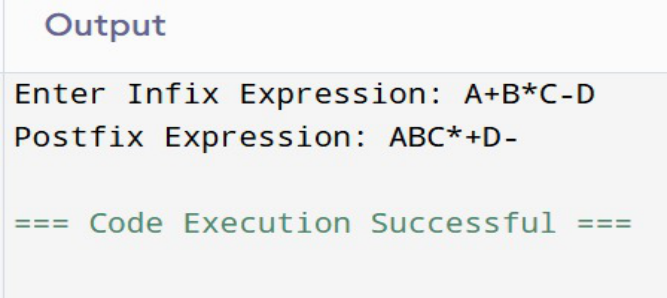 Output
Enter Infix Expression: A+B*C-D
Postfix Expression: ABC*+D-
=== Code Execution Successful ===